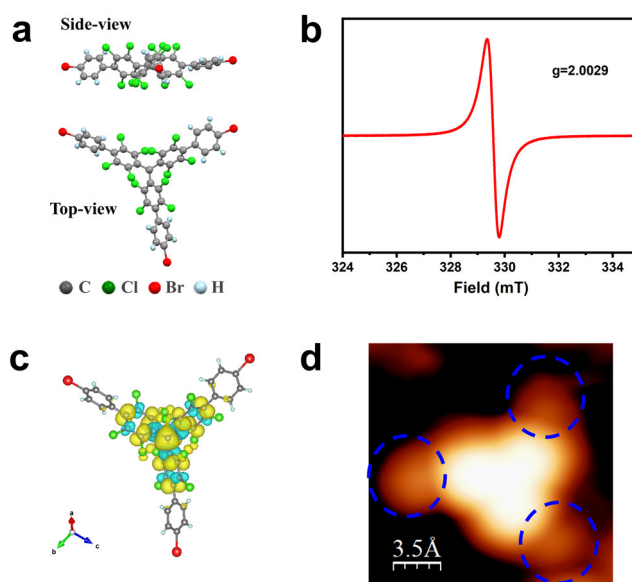 a
Side-view
Top-view
C Cl Br H
b
g=2.0029
324 326 328 330 332 334
Field (mT)
c
a
b
c
d
3.5Å